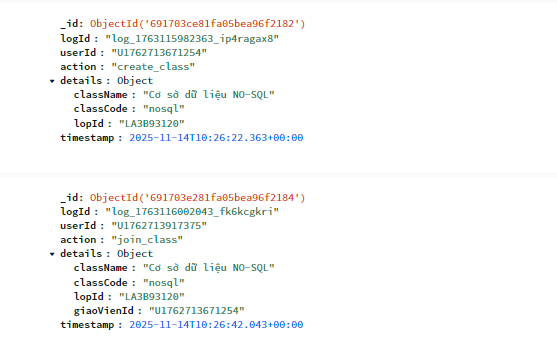 _id: ObjectId('691703ce81fa05bea96f2182')
logId : "log_1763115982363_ip4ragax8"
userId : "U1762713671254"
action : "create_class"
details : Object
className : "Cơ sở dữ liệu NO-SQL"
classCode : "nosql"
lopId : "LA3B93120"
timestamp : 2025-11-14T10:26:22.363+00:00
_id: ObjectId('691703e281fa05bea96f2184')
logId : "log_1763116002043_fk6kcgkri"
userId : "U1762713917375"
action : "join_class"
details : Object
className : "Cơ sở dữ liệu NO-SQL"
classCode : "nosql"
lopId : "LA3B93120"
giaoVienId : "U1762713671254"
timestamp : 2025-11-14T10:26:42.043+00:00